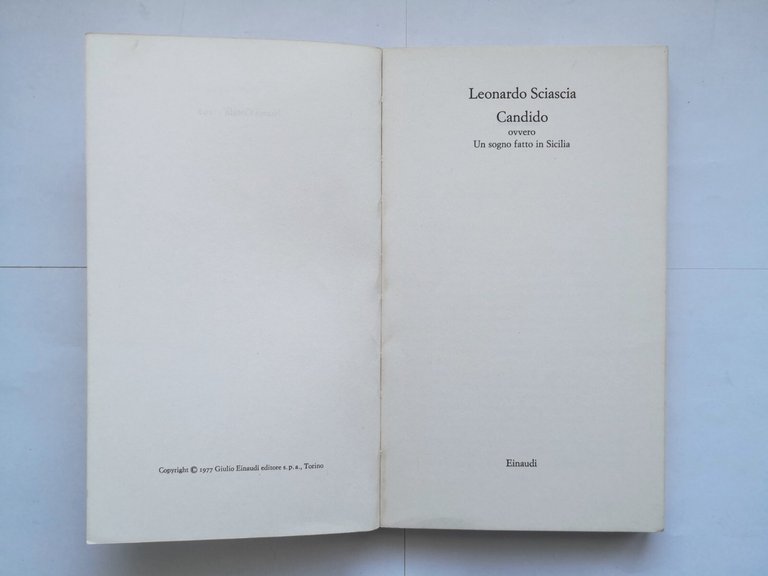 Copyright © 1977 Giulio Einaudi editore s. p. a., Torino
Leonardo Sciascia
Candido
ovvero
Un sogno fatto in Sicilia
Einaudi